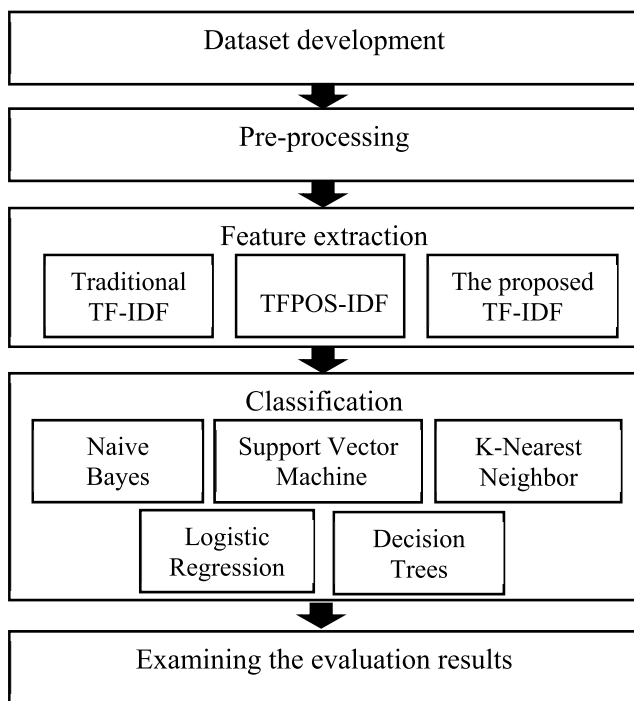 Dataset development
Pre-processing
Feature extraction
Traditional
TF-IDF
TFPOS-IDF
The proposed
TF-IDF
Classification
Naive
Bayes
Support Vector
Machine
K-Nearest
Neighbor
Logistic
Regression
Decision
Trees
Examining the evaluation results